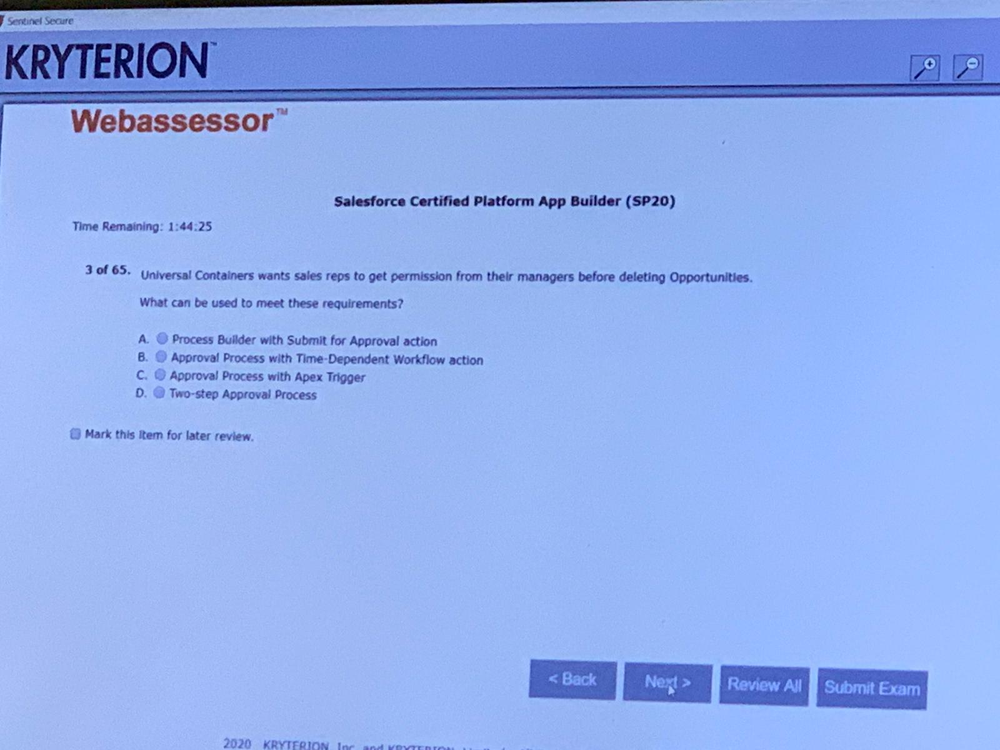 Sentinel Secure
KRYTERION™
Webassessor™
Salesforce Certified Platform App Builder (SP20)
Time Remaining: 1:44:25
3 of 65. Universal Containers wants sales reps to get permission from their managers before deleting Opportunities.
What can be used to meet these requirements?
A. Process Builder with Submit for Approval action
B. Approval Process with Time-Dependent Workflow action
C. Approval Process with Apex Trigger
D. Two-step Approval Process
Mark this item for later review.
< Back Next > Review All Submit Exam
2020 KRYTERION, Inc. and KRYTERION